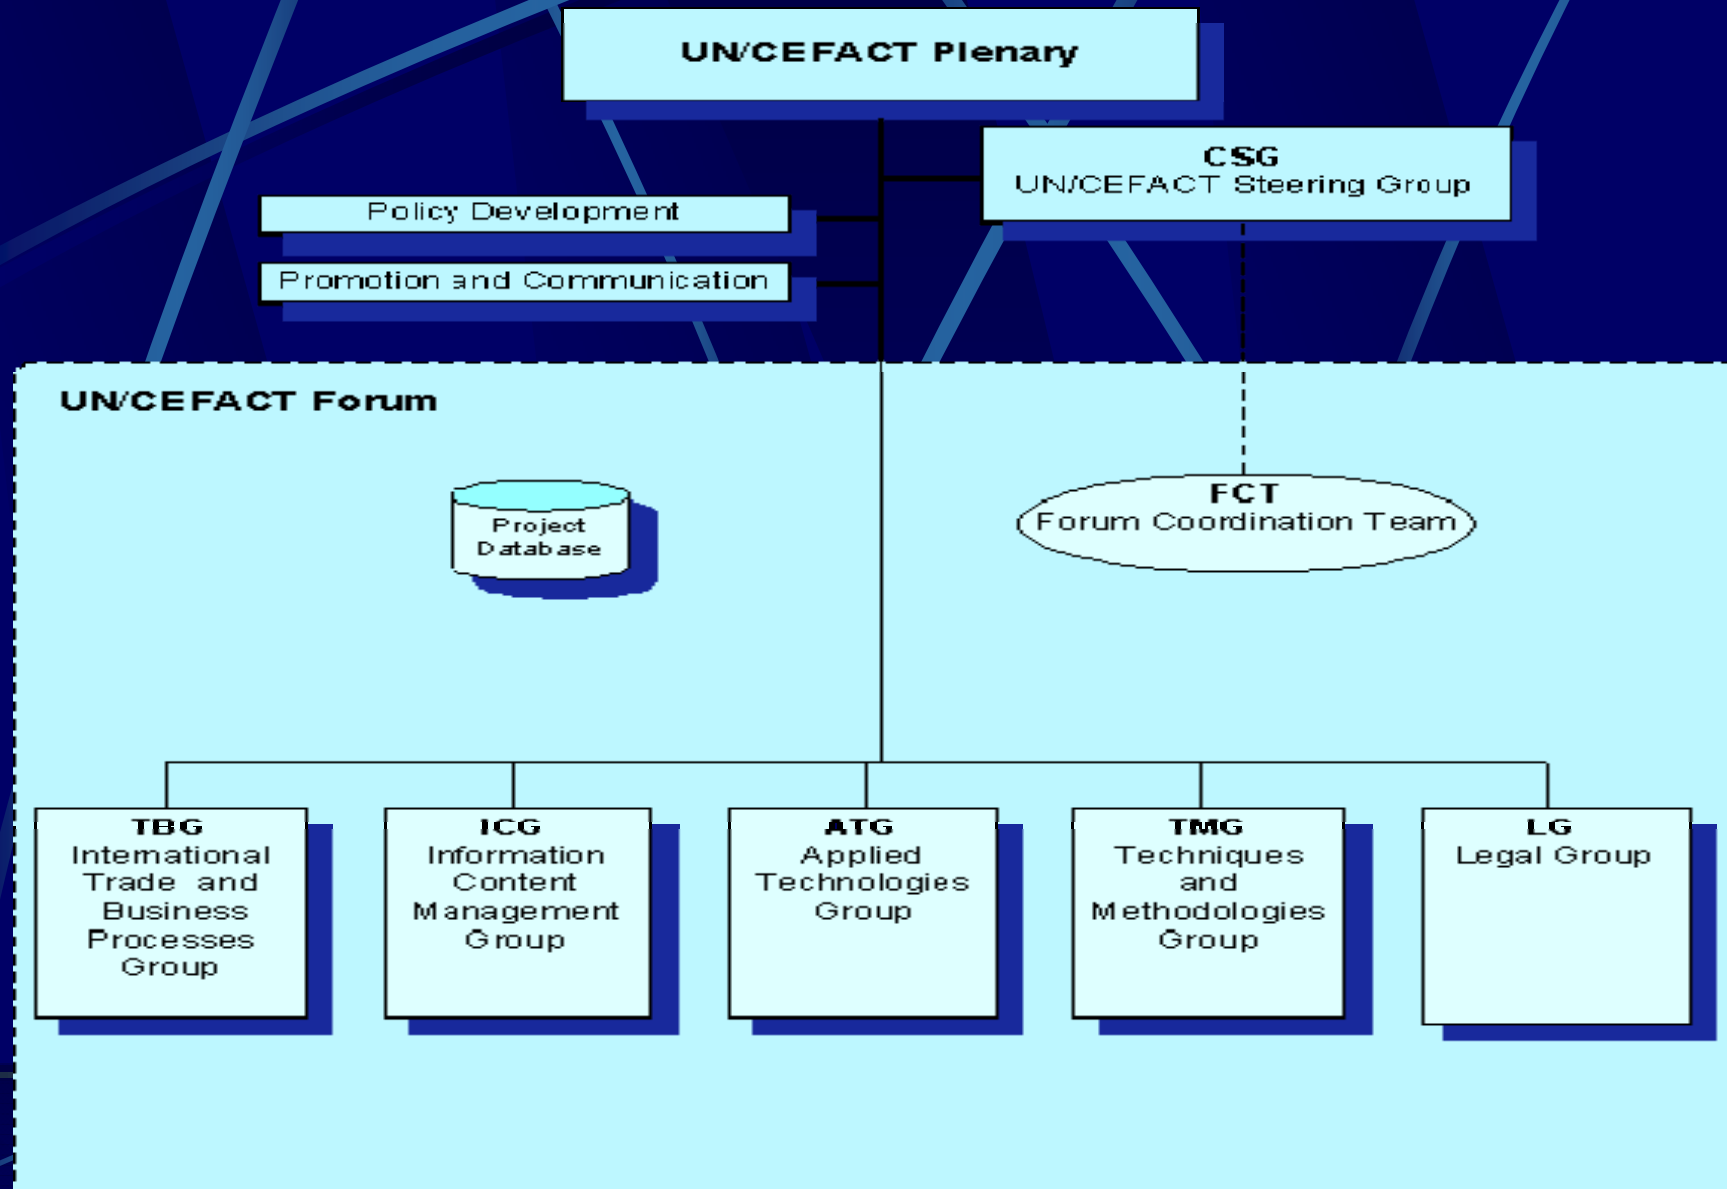 UN/CEFACT Plenary
CSG
UN/CEFACT Steering Group
Policy Development
Promotion and Communication
UN/CEFACT Forum
Project
Database
FCT
Forum Coordination Team
TBG
International
Trade and
Business
Processes
Group
ICG
Information
Content
Management
Group
ATG
Applied
Technologies
Group
TMG
Techniques
and
Methodologies
Group
LG
Legal Group